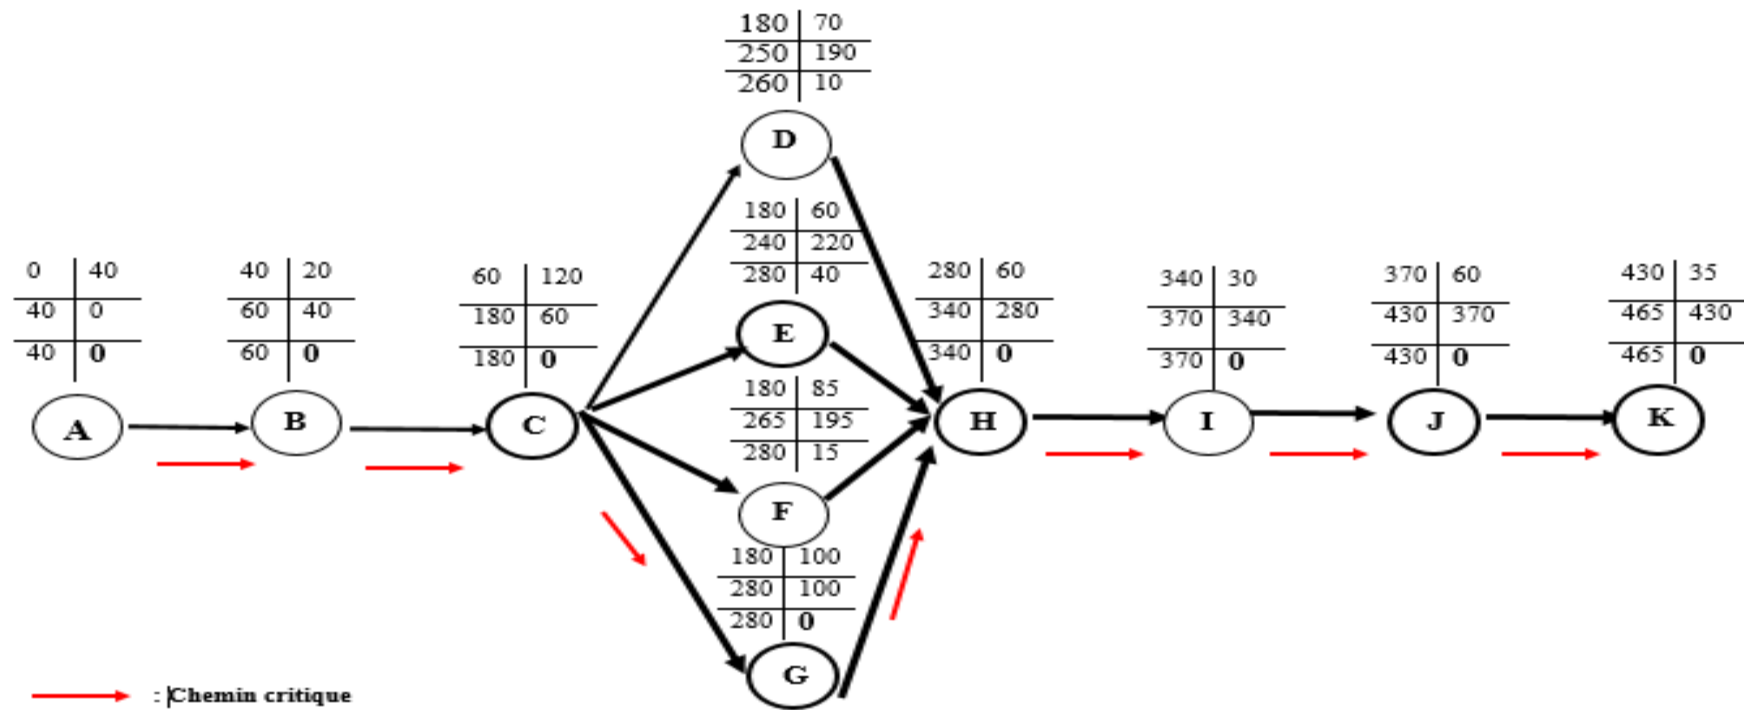 180 70
250 190
260 10
D
180 60
240 220
280 40
E
0 40
40 0
40 0
A
40 20
60 40
60 0
B
60 120
180 60
180 0
C
180 85
265 195
280 15
F
180 100
280 100
280 0
G
280 60
340 280
340 0
H
340 30
370 340
370 0
I
370 60
430 370
430 0
J
430 35
465 430
465 0
K
: Chemin critique